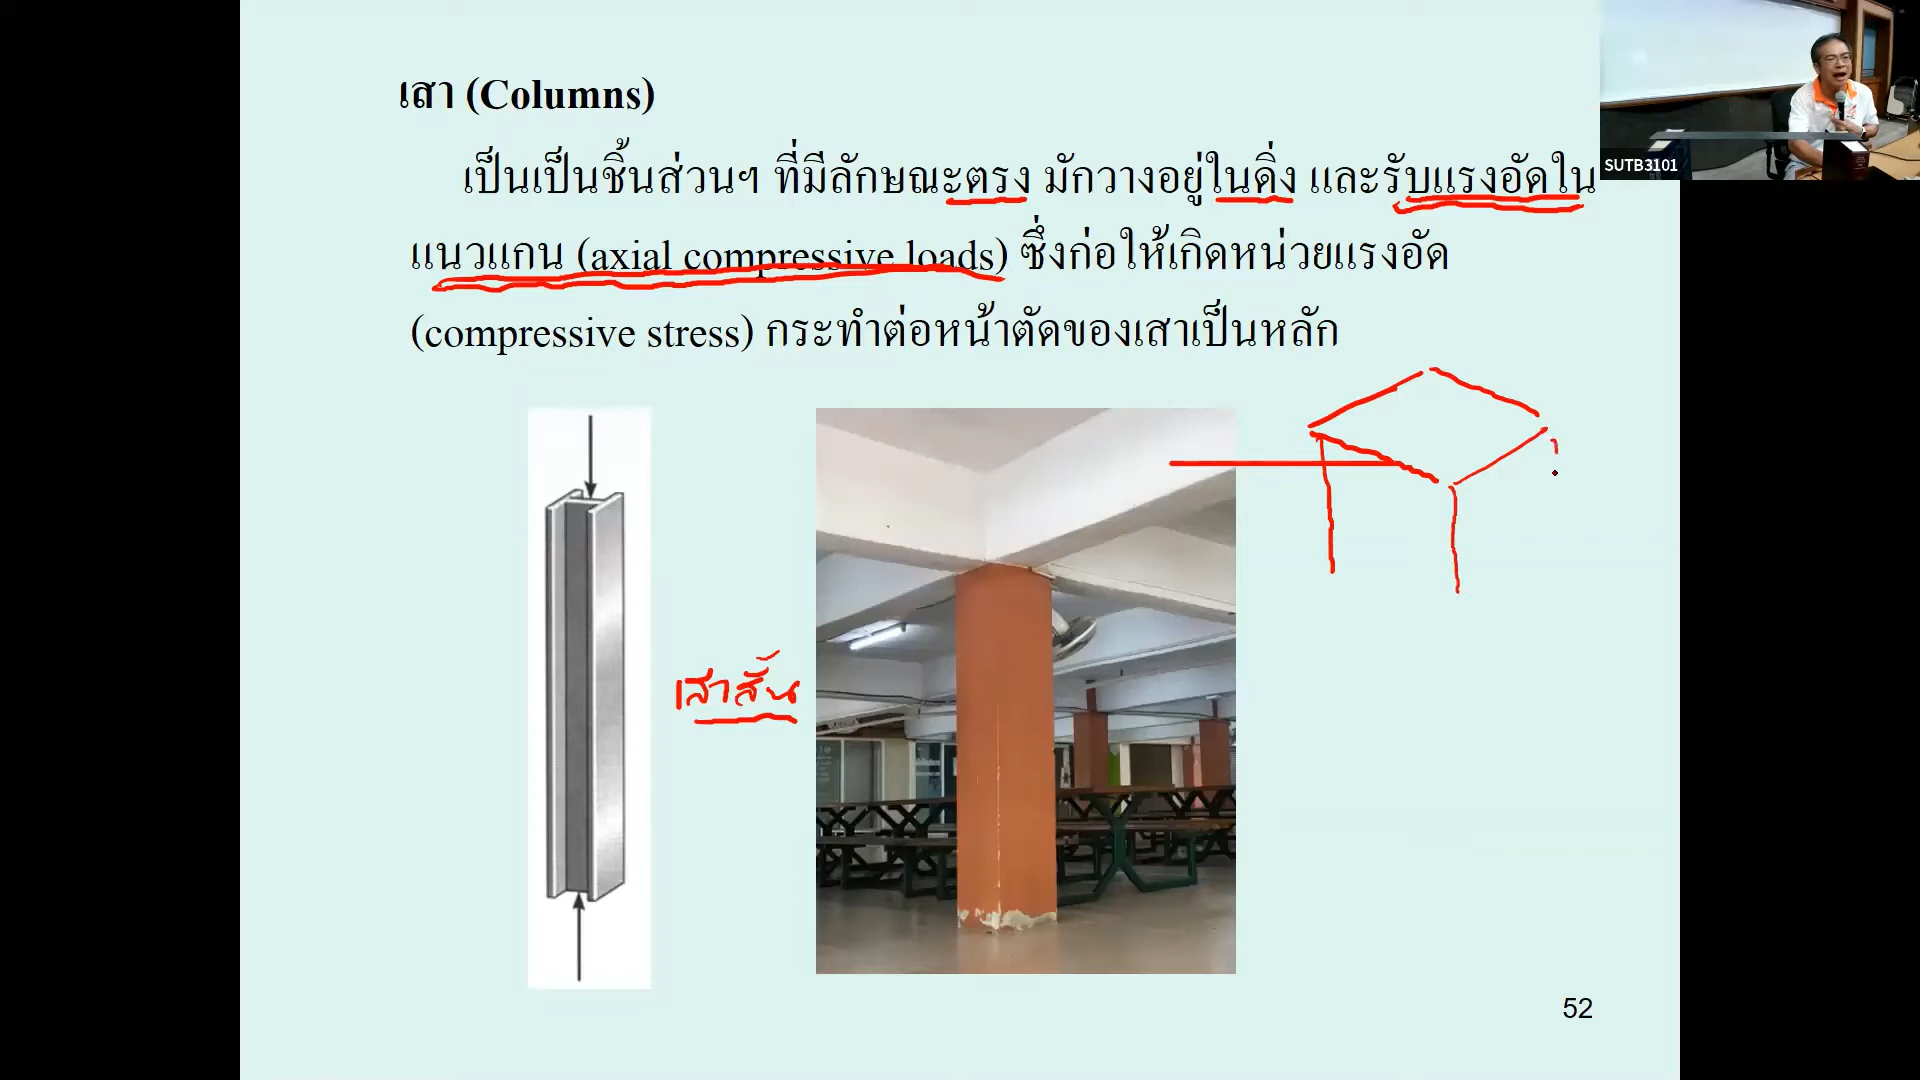 เสา (Columns)
เป็นเป็นชิ้นส่วนฯ ที่มีลักษณะตรง มักวางอยู่ในดิ่ง และรับแรงอัดใน
แนวแกน (axial compressive loads) ซึ่งก่อให้เกิดหน่วยแรงอัด
(compressive stress) กระทำต่อหน้าตัดของเสาเป็นหลัก
เสาสั้น
52
SUTB3101